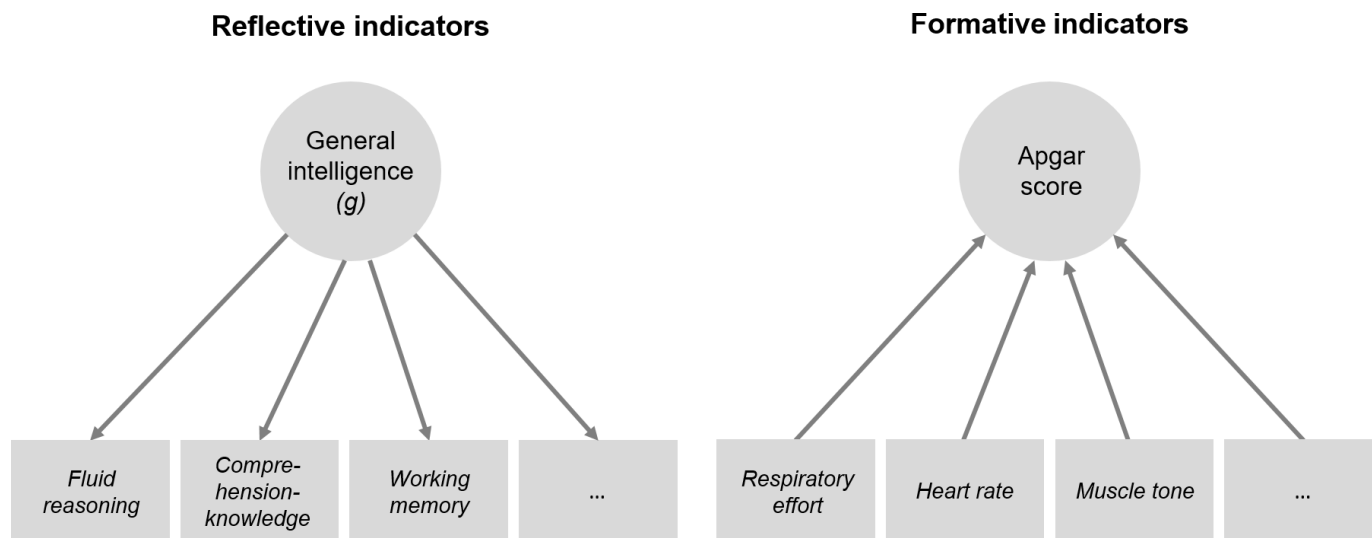 Reflective indicators
General
intelligence
(g)
Fluid
reasoning
Compre-
hension-
knowledge
Working
memory
...
Formative indicators
Apgar
score
Respiratory
effort
Heart rate
Muscle tone
...